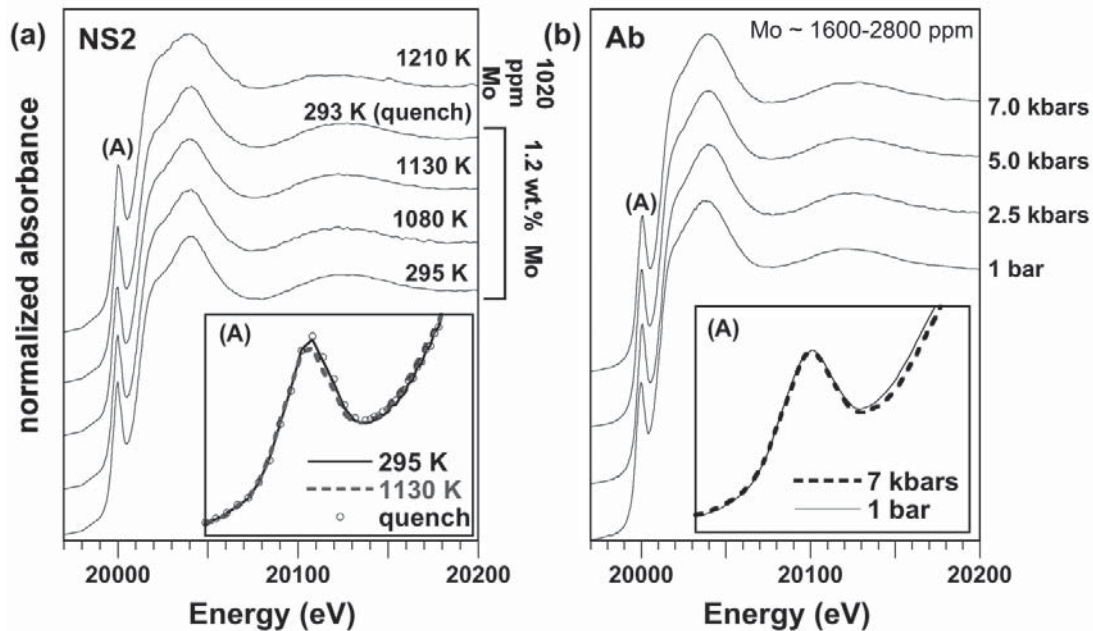 (a) NS2
1210 K
1020 ppm Mo
293 K (quench)
(A)
1130 K
1080 K
295 K
1.2 wt.% Mo
normalized absorbance
(A)
295 K
1130 K
quench
20000 20100 20200
Energy (eV)
(b) Ab
Mo ~ 1600-2800 ppm
7.0 kbars
5.0 kbars
(A)
2.5 kbars
1 bar
(A)
7 kbars
1 bar
20000 20100 20200
Energy (eV)